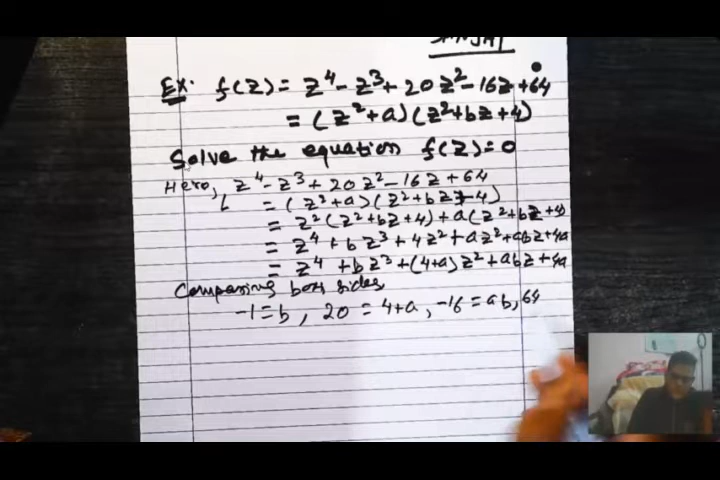 Ex: f(z) = z⁴ - z³ + 20z² - 16z + 64
= (z² + a) (z² + bz + 4)
Solve the equation f(z) = 0
Here, z⁴ - z³ + 20z² - 16z + 64
= (z² + a) (z² + bz + 4)
= z² (z² + bz + 4) + a (z² + bz + 4)
= z⁴ + bz³ + 4z² + az² + abz + 4a
= z⁴ + bz³ + (4+a) z² + abz + 4a
Comparing both sides
-1 = b, 20 = 4+a, -16 = ab, 64